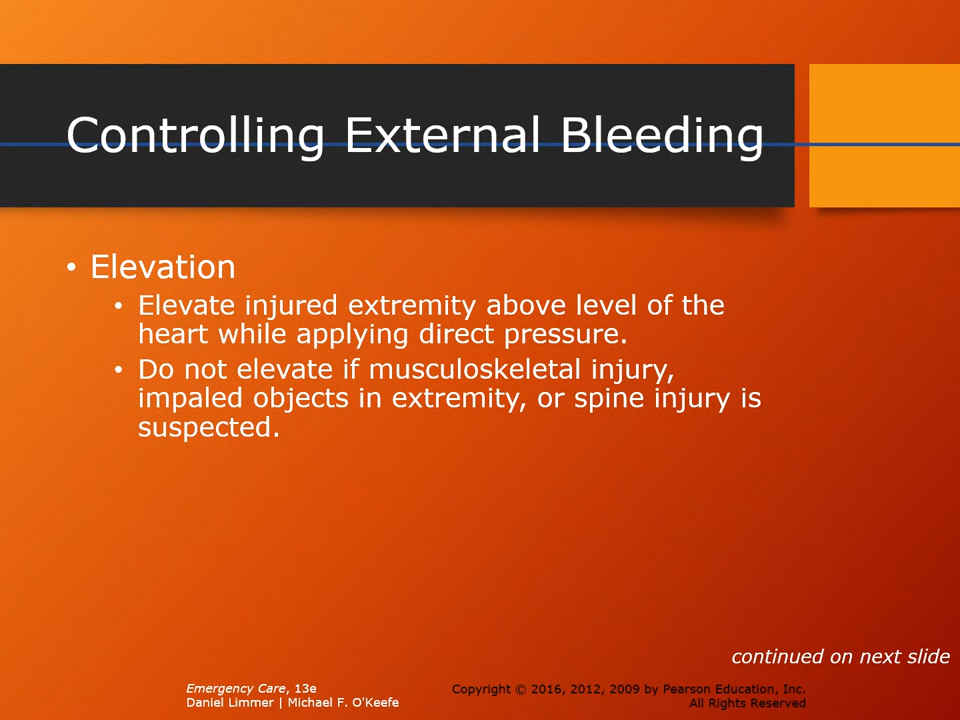 Controlling External Bleeding
• Elevation
• Elevate injured extremity above level of the
heart while applying direct pressure.
• Do not elevate if musculoskeletal injury,
impaled objects in extremity, or spine injury is
suspected.
continued on next slide
Emergency Care, 13e
Daniel Limmer | Michael F. O'Keefe
Copyright © 2016, 2012, 2009 by Pearson Education, Inc.
All Rights Reserved